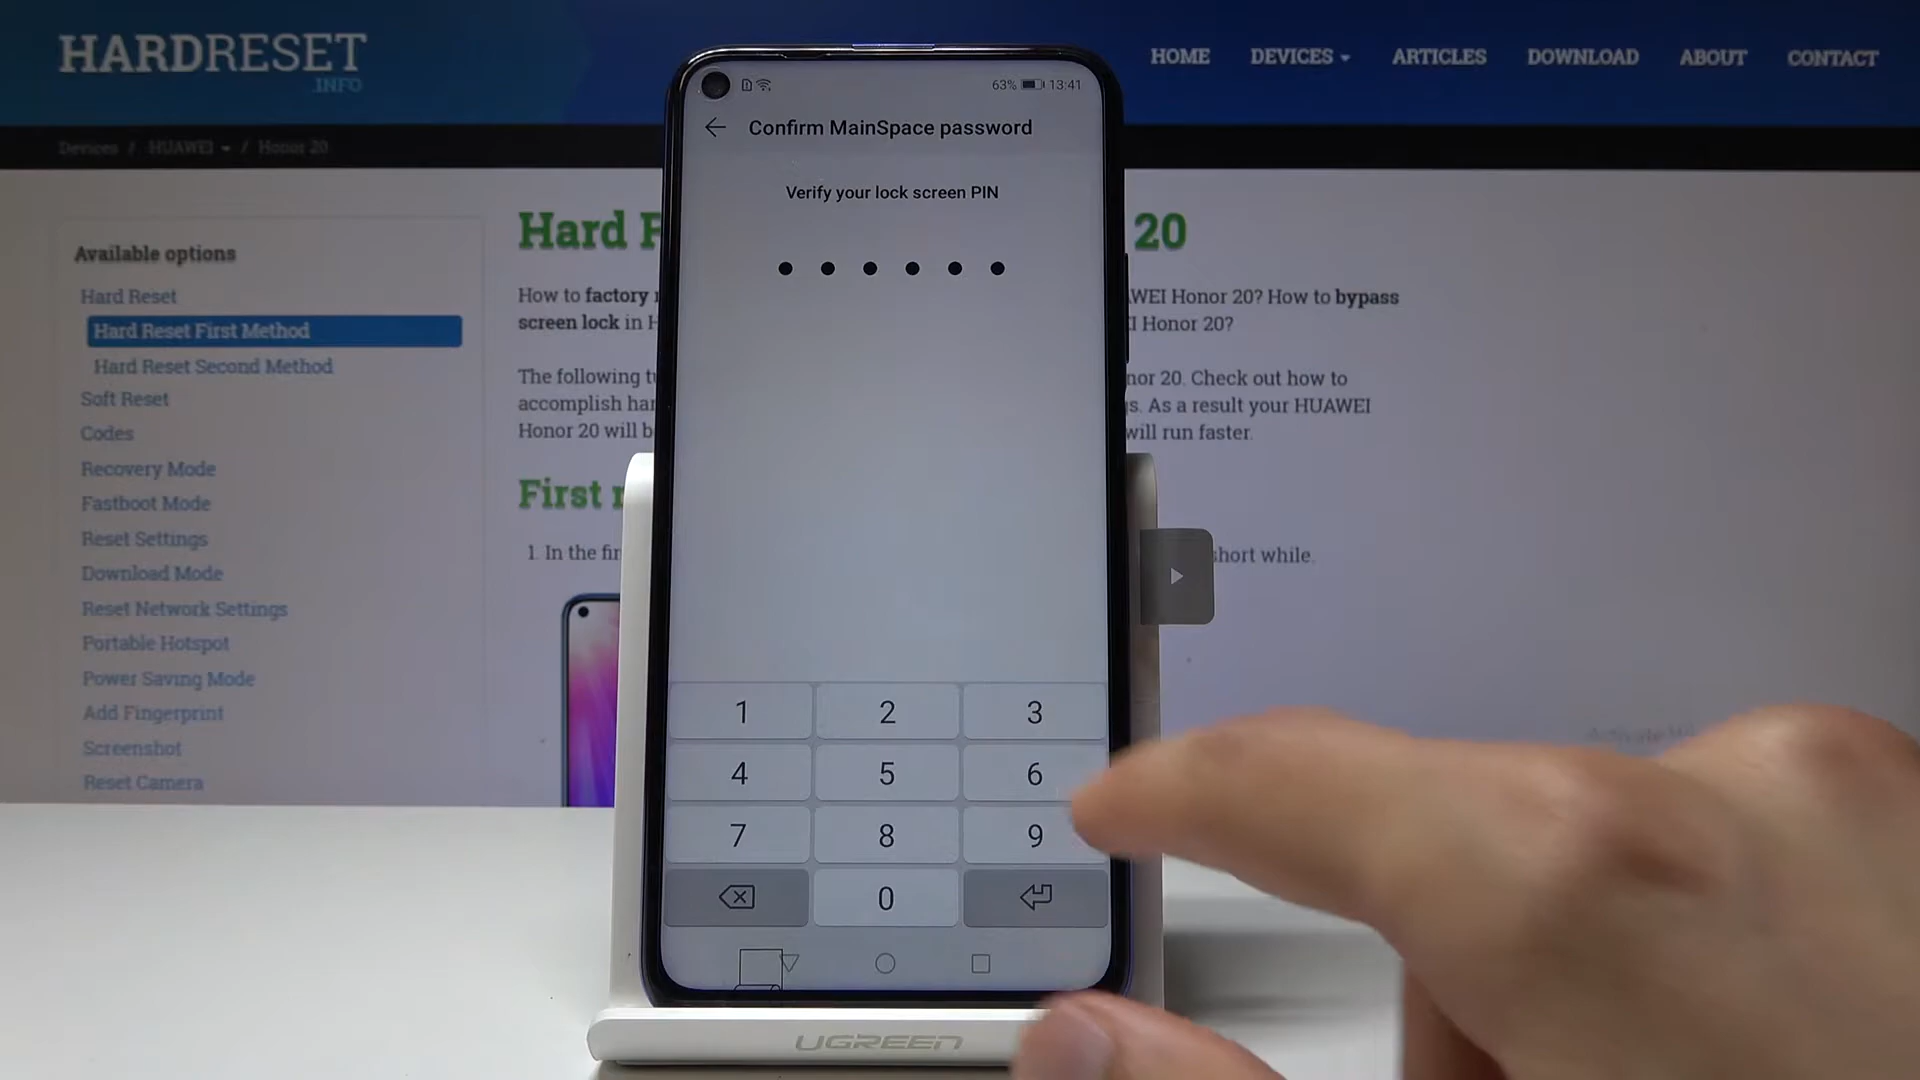 HARDRESET
.INFO
HOME DEVICES ARTICLES DOWNLOAD ABOUT CONTACT
Devices / HUAWEI / Honor 20
63% 13:41
Confirm MainSpace password
Verify your lock screen PIN
Available options
Hard Reset
Hard Reset First Method
Hard Reset Second Method
Soft Reset
Codes
Recovery Mode
Fastboot Mode
Reset Settings
Download Mode
Reset Network Settings
Portable Hotspot
Power Saving Mode
Add Fingerprint
Screenshot
Reset Camera
Hard 20
How to factory WEI Honor 20? How to bypass
screen lock in I Honor 20?
The following nor 20. Check out how to
accomplish s. As a result your HUAWEI
Honor 20 will will run faster.
First
1. In the short while.
1 2 3
4 5 6
7 8 9
0
UGREEN